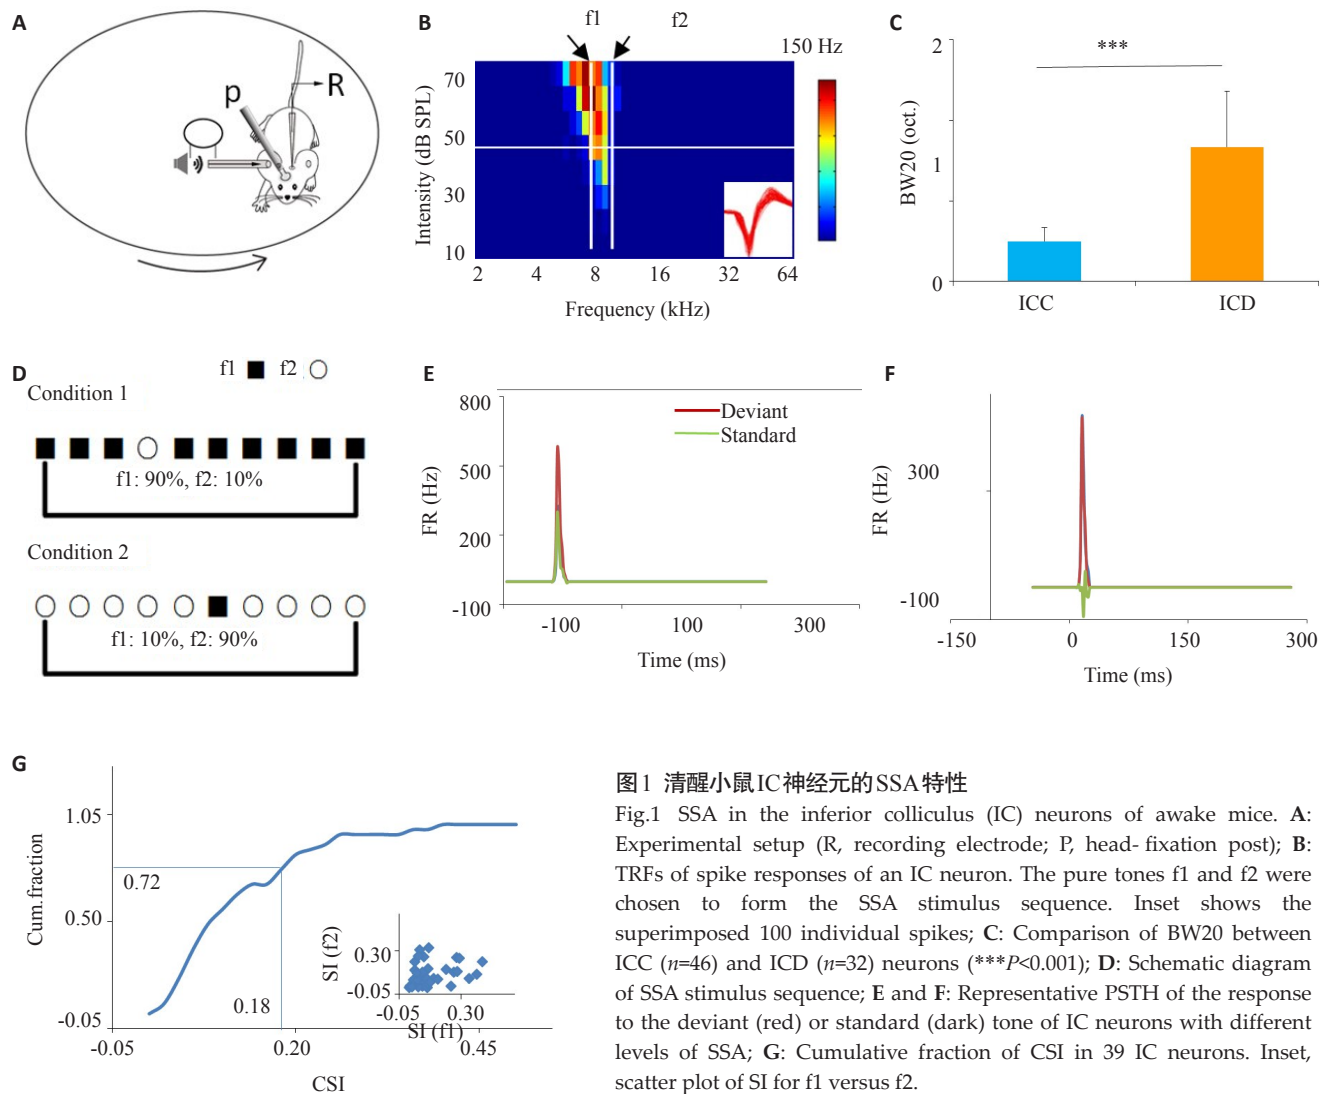 A
p
R
B
f1
f2
150 Hz
Intensity (dB SPL)
70
50
30
10
2 4 8 16 32 64
Frequency (kHz)
C
***
BW20 (oct.)
2
1
0
ICC ICD
D
f1 f2
Condition 1
f1: 90%, f2: 10%
Condition 2
f1: 10%, f2: 90%
E
800
500
200
-100
FR (Hz)
Deviant
Standard
-100 100 300
Time (ms)
F
FR (Hz)
300
-100
-150 0 150 300
Time (ms)
G
Cum.fraction
1.05
0.50
-0.05
0.72
0.18
-0.05 0.20 0.45
CSI
SI (f2)
0.30
-0.05
-0.05 0.30
SI (f1)
图1 清醒小鼠IC神经元的SSA特性
Fig.1 SSA in the inferior colliculus (IC) neurons of awake mice. A:
Experimental setup (R, recording electrode; P, head- fixation post); B:
TRFs of spike responses of an IC neuron. The pure tones f1 and f2 were
chosen to form the SSA stimulus sequence. Inset shows the
superimposed 100 individual spikes; C: Comparison of BW20 between
ICC (n=46) and ICD (n=32) neurons (***P<0.001); D: Schematic diagram
of SSA stimulus sequence; E and F: Representative PSTH of the response
to the deviant (red) or standard (dark) tone of IC neurons with different
levels of SSA; G: Cumulative fraction of CSI in 39 IC neurons. Inset,
scatter plot of SI for f1 versus f2.